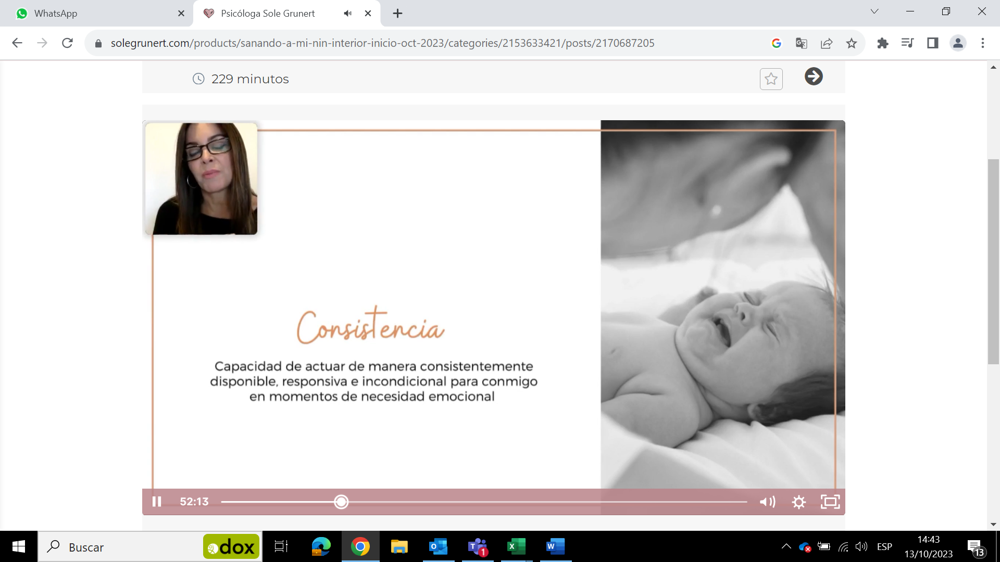 WhatsApp
Psicóloga Sole Grunert
solegrunert.com/products/sanando-a-mi-nin-interior-inicio-oct-2023/categories/2153633421/posts/2170687205
229 minutos
Consistencia
Capacidad de actuar de manera consistentemente
disponible, responsiva e incondicional para conmigo
en momentos de necesidad emocional
52:13
Buscar
dox
1
ESP
14:43
13/10/2023
13